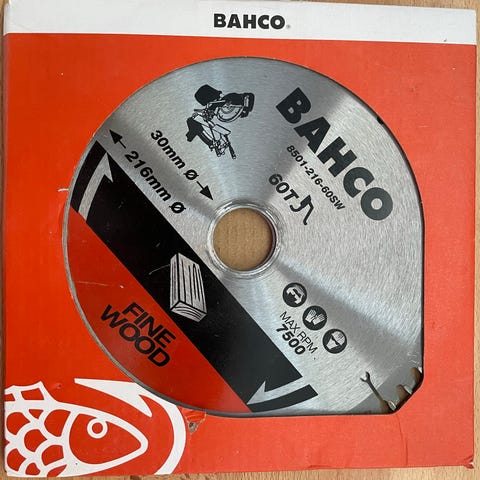 BAHCO®
BAHCO
8501-216-60SW
60T
30mm Ø
216mm Ø
FINE
WOOD
MAX RPM
7500